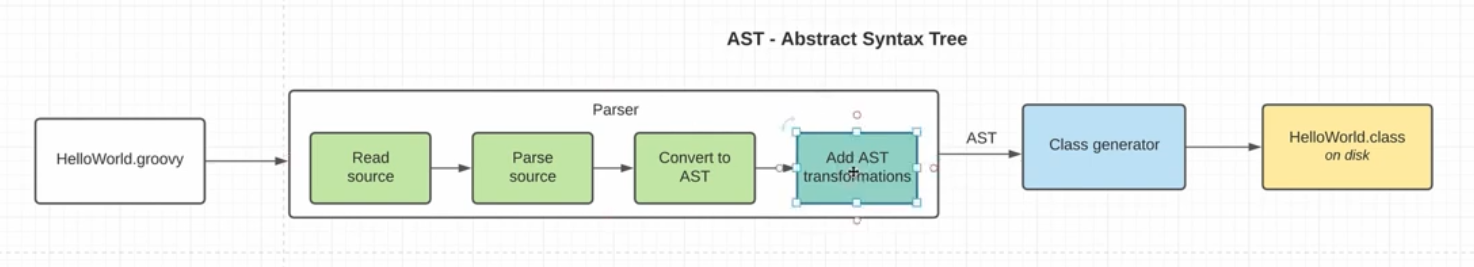 AST - Abstract Syntax Tree
HelloWorld.groovy
Parser
Read
source
Parse
source
Convert to
AST
Add AST
transformations
AST
Class generator
HelloWorld.class
on disk